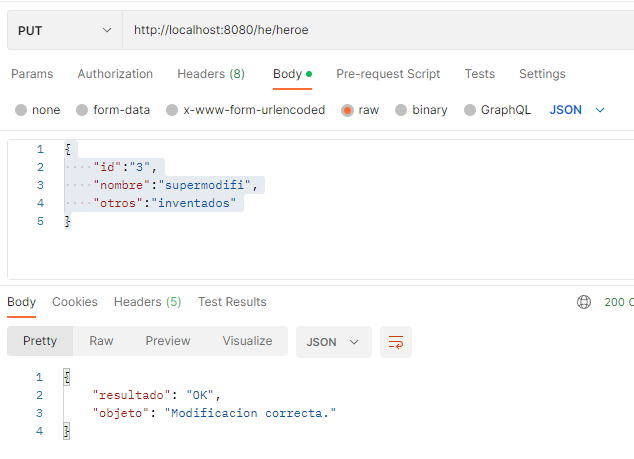 PUT http://localhost:8080/he/heroe
Params Authorization Headers (8) Body Pre-request Script Tests Settings
none form-data x-www-form-urlencoded raw binary GraphQL JSON
1 {
2 "id":"3",
3 "nombre":"supermodifi",
4 "otros":"inventados"
5 }
Body Cookies Headers (5) Test Results 200
Pretty Raw Preview Visualize JSON
1 {
2 "resultado": "OK",
3 "objeto": "Modificacion correcta."
4 }